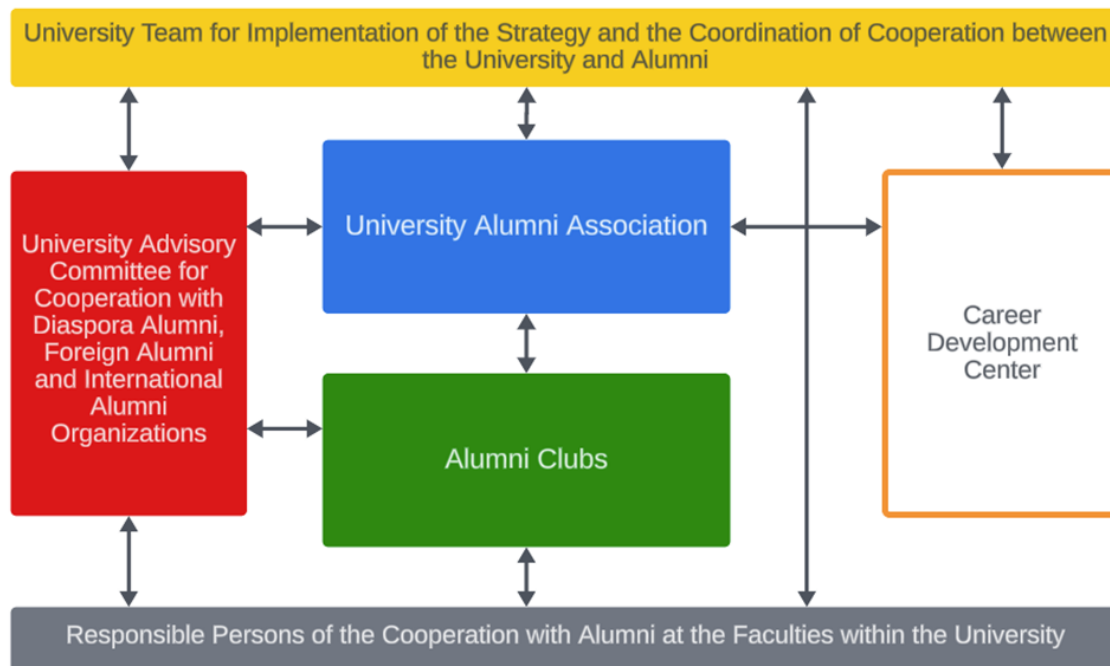 University Team for Implementation of the Strategy and the Coordination of Cooperation between
the University and Alumni
University Advisory
Committee for
Cooperation with
Diaspora Alumni,
Foreign Alumni
and International
Alumni
Organizations
University Alumni Association
Alumni Clubs
Career
Development
Center
Responsible Persons of the Cooperation with Alumni at the Faculties within the University